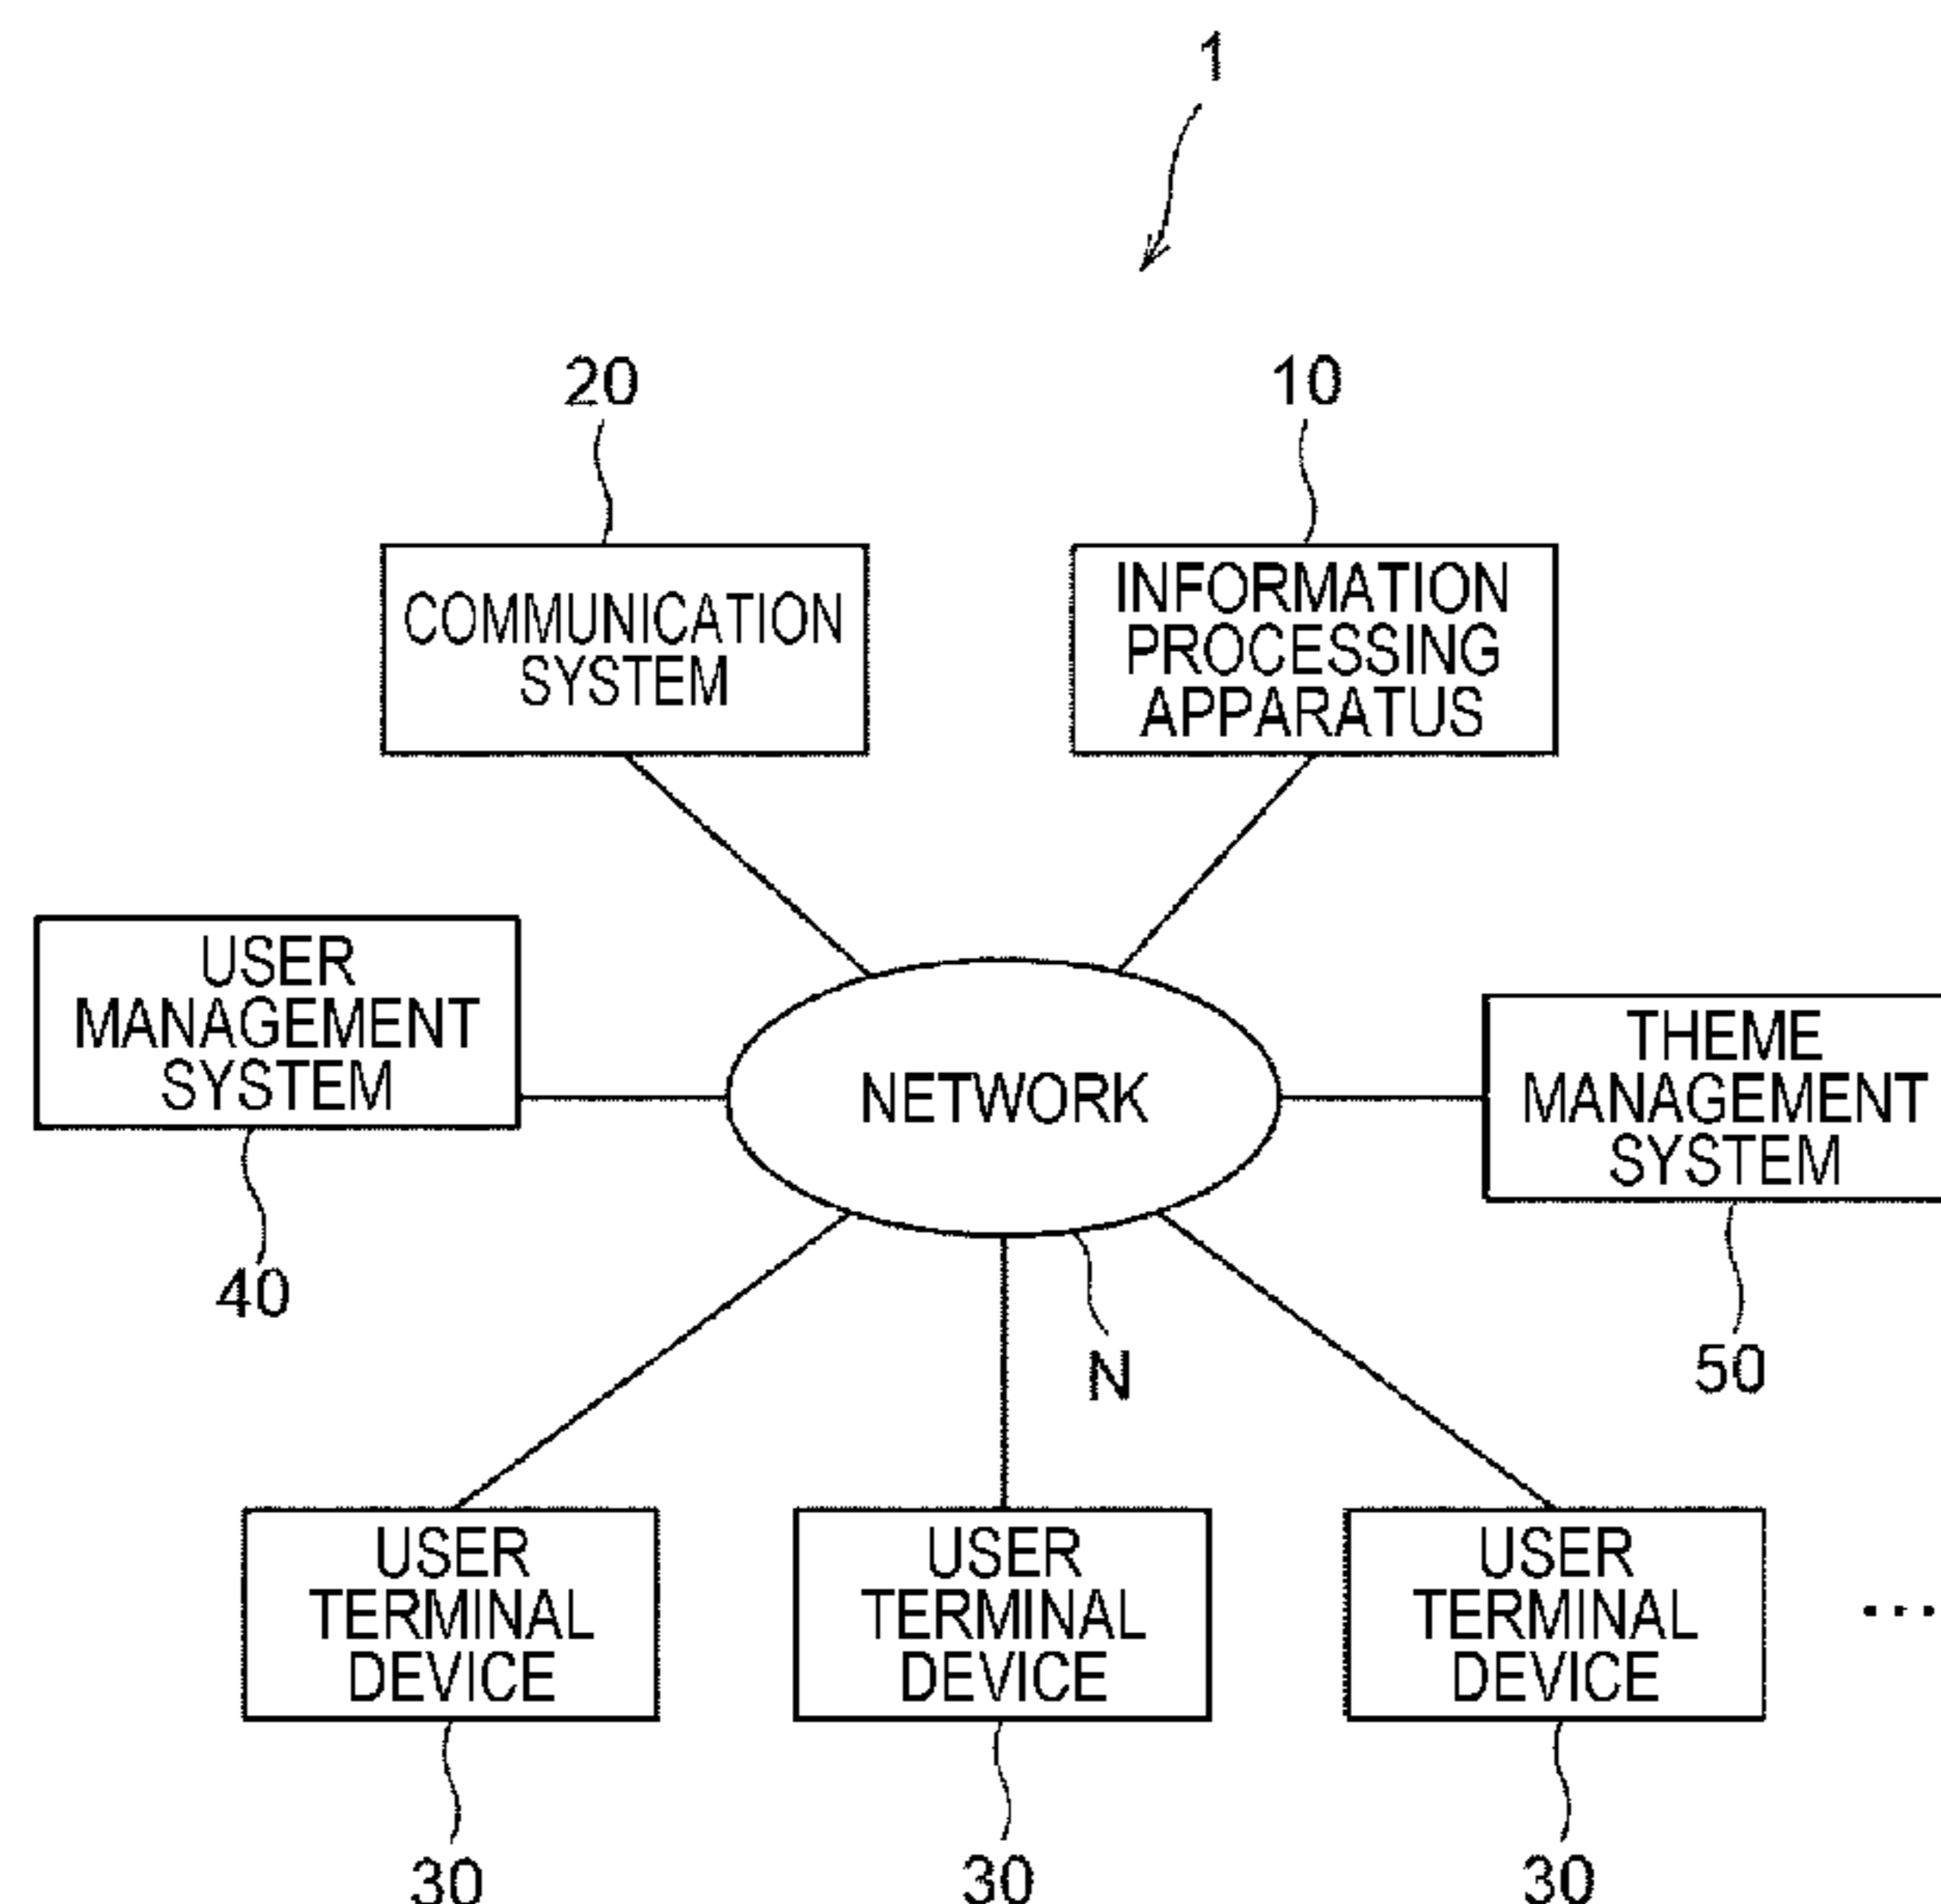 1
20
10
COMMUNICATION
SYSTEM
INFORMATION
PROCESSING
APPARATUS
USER
MANAGEMENT
SYSTEM
NETWORK
THEME
MANAGEMENT
SYSTEM
40
N
50
USER
TERMINAL
DEVICE
USER
TERMINAL
DEVICE
USER
TERMINAL
DEVICE
...
30
30
30